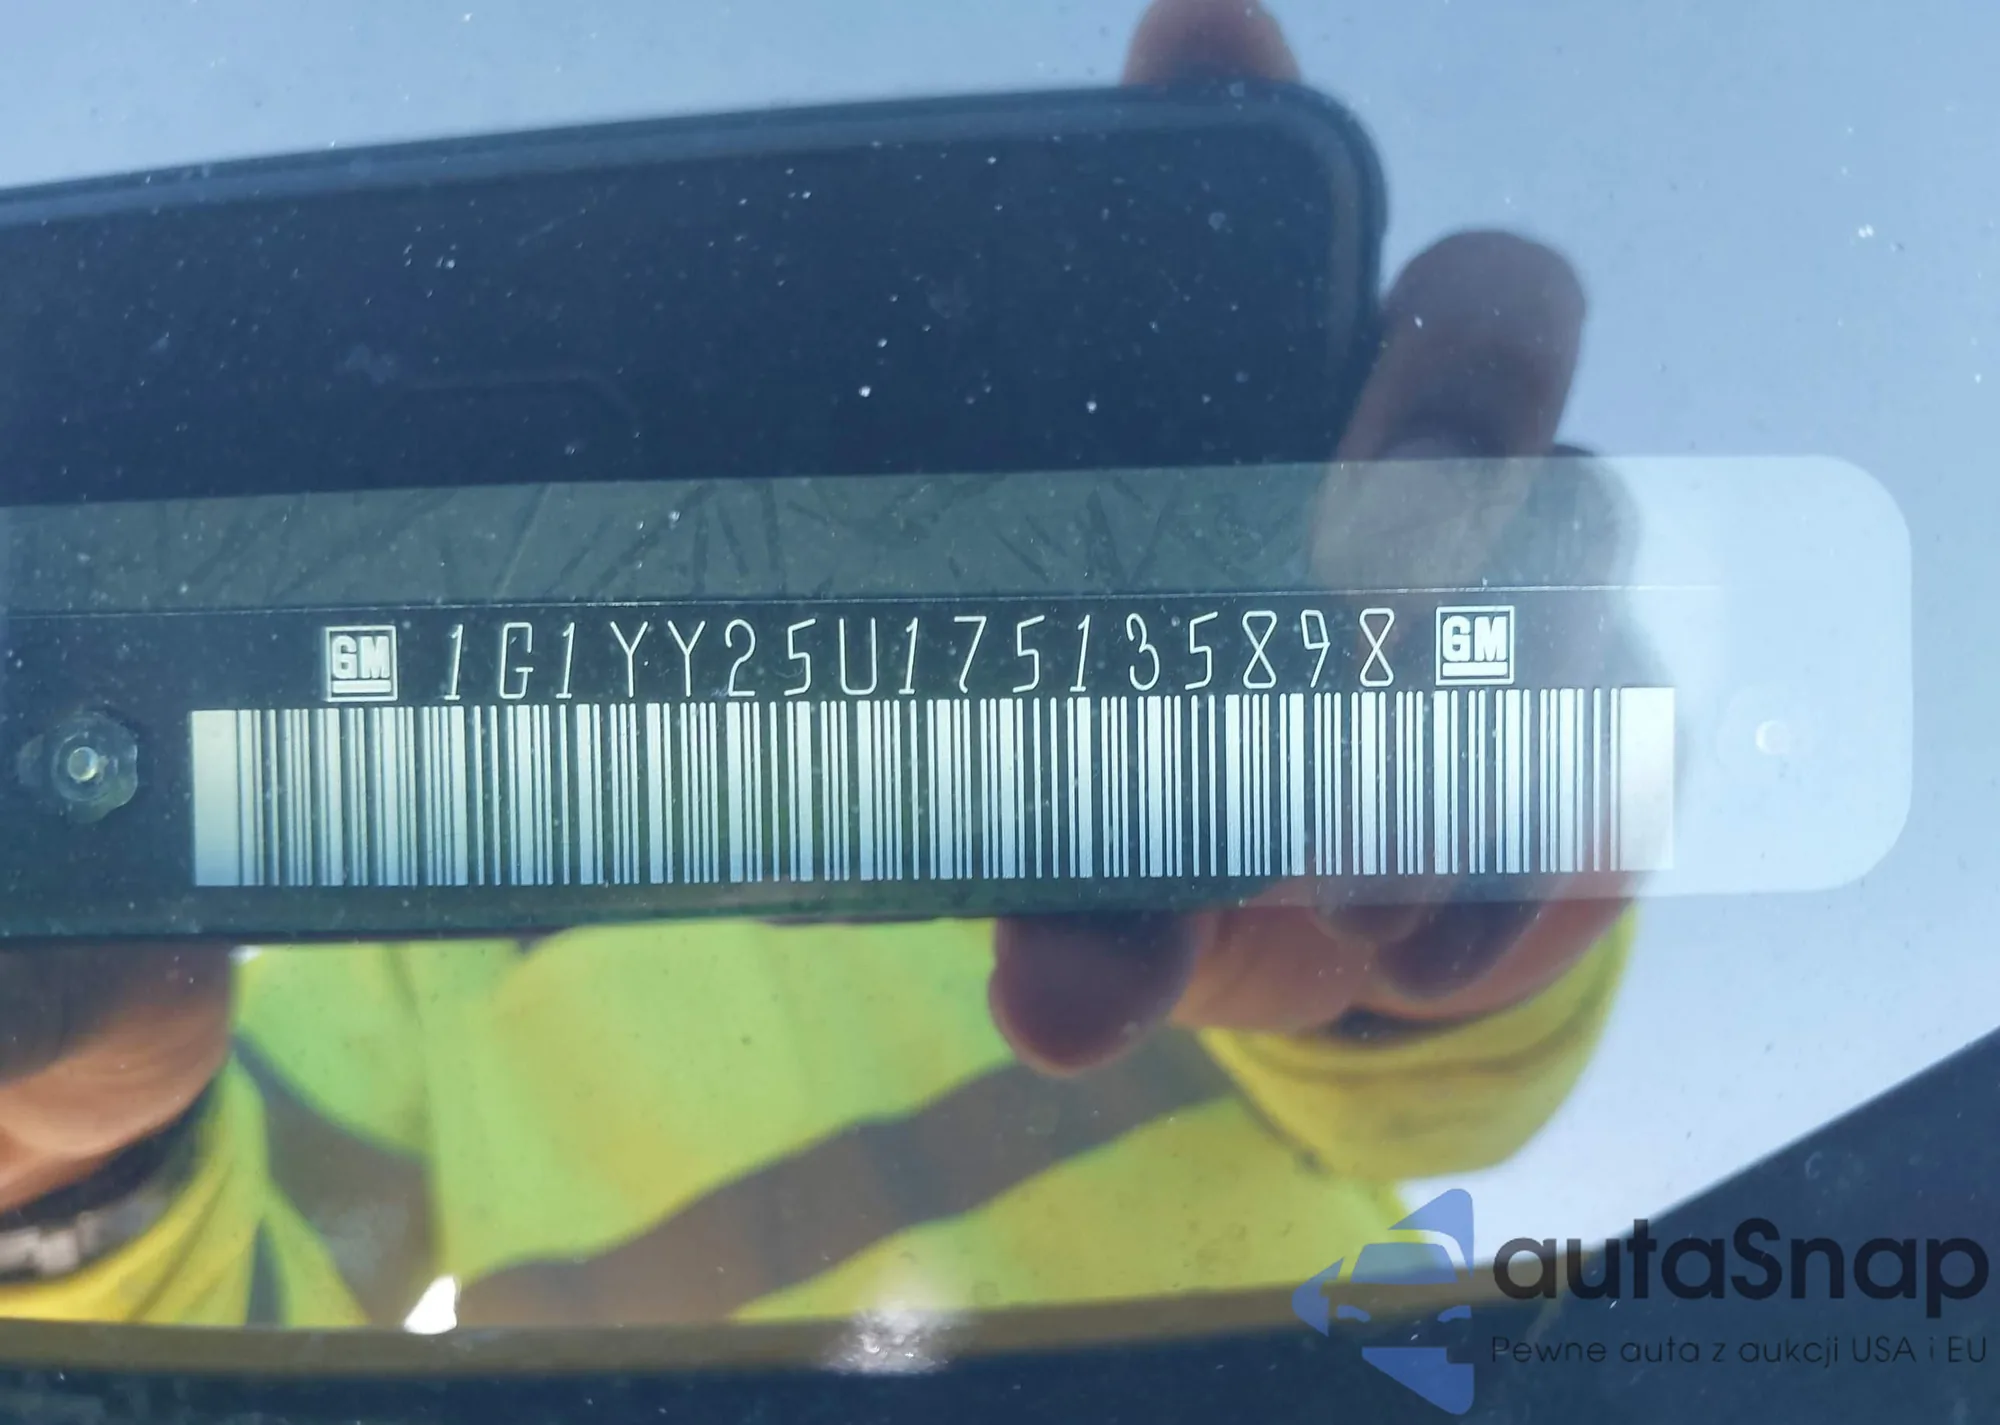 GM 1G1YY25U175135898 GM
autaSnap
Pewne auta z aukcji USA i EU